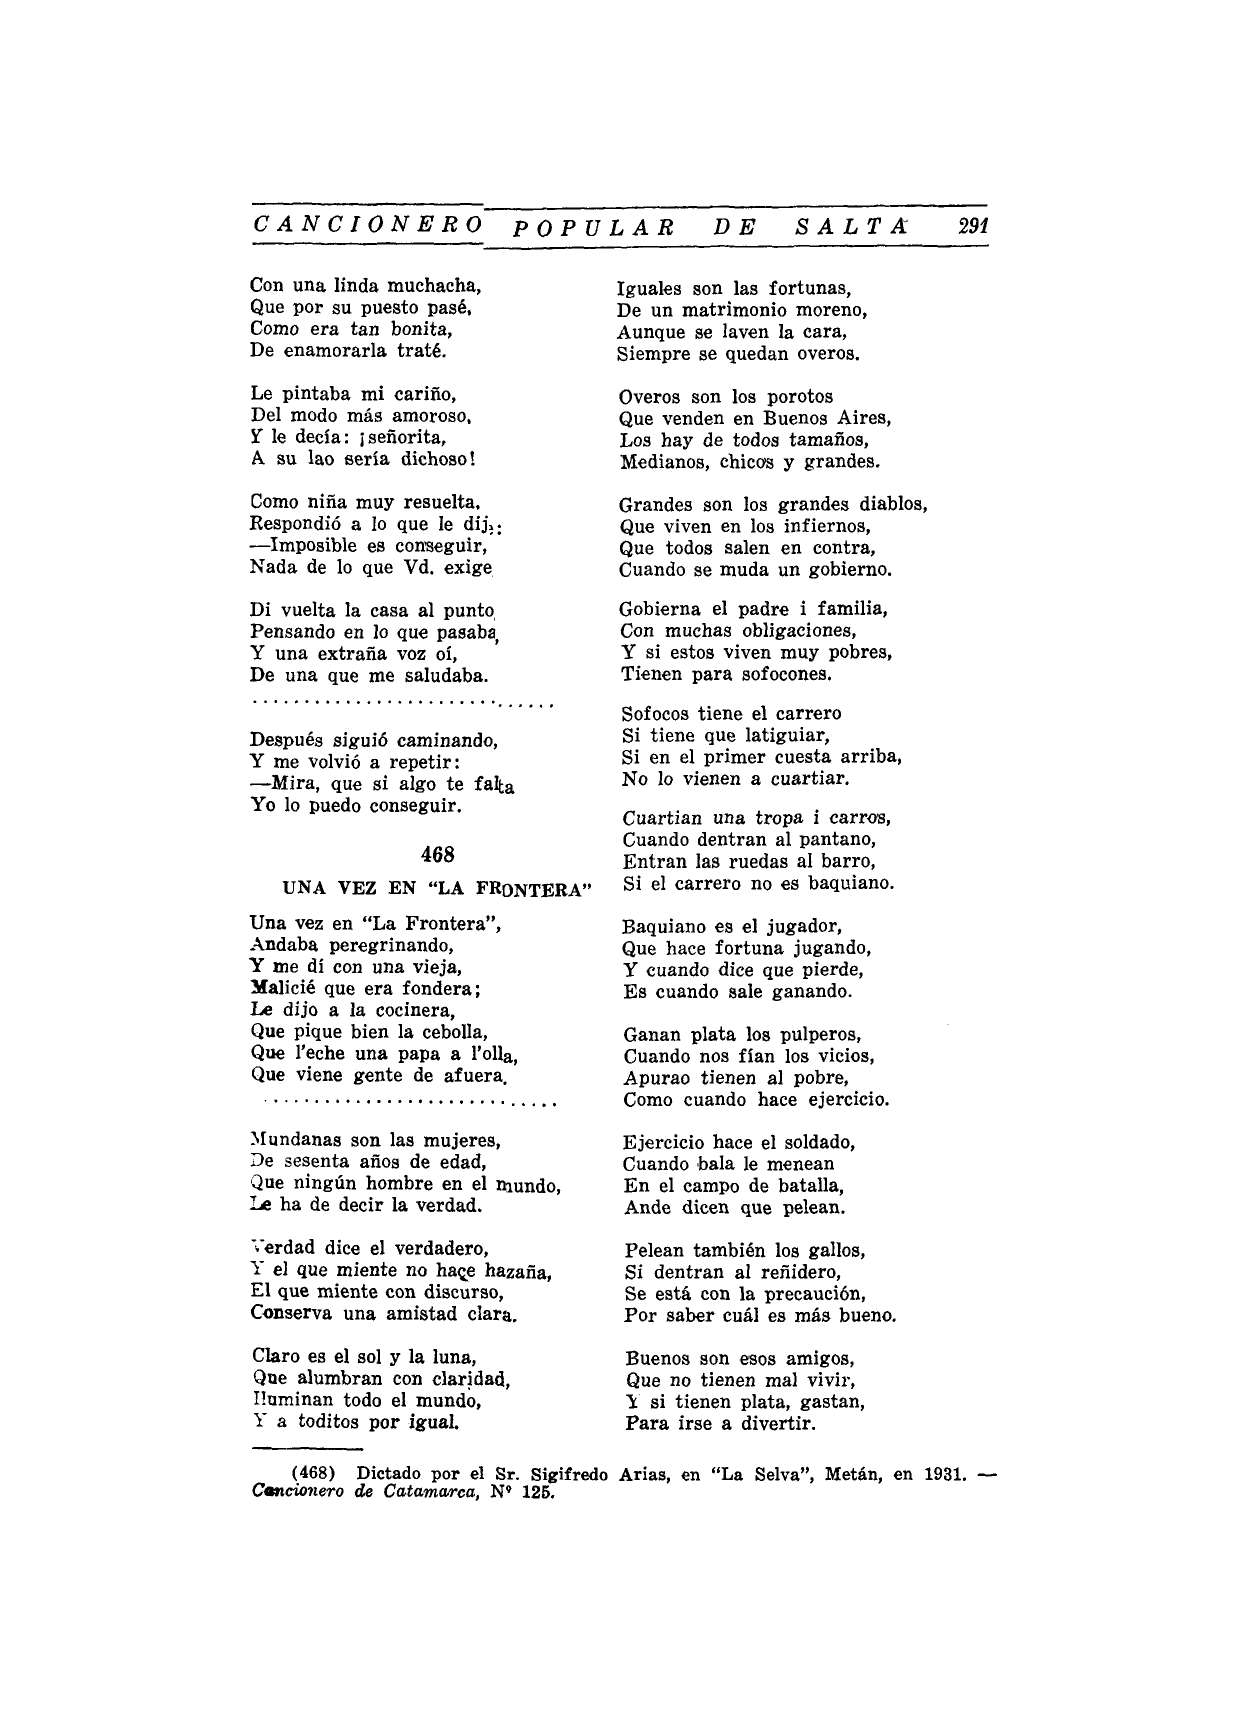 CANCIONERO POPULAR DE SALTA 291
Con una linda muchacha,
Que por su puesto pasé,
Como era tan bonita,
De enamorarla traté.
Le pintaba mi cariño,
Del modo más amoroso,
Y le decía: ¡señorita,
A su lao sería dichoso!
Como niña muy resuelta,
Respondió a lo que le dije:
—Imposible es conseguir,
Nada de lo que Vd. exige
Di vuelta la casa al punto,
Pensando en lo que pasaba,
Y una extraña voz oí,
De una que me saludaba.
..............................
Después siguió caminando,
Y me volvió a repetir:
—Mira, que si algo te falta
Yo lo puedo conseguir.
468
UNA VEZ EN “LA FRONTERA”
Una vez en “La Frontera”,
Andaba peregrinando,
Y me dí con una vieja,
Malicié que era fondera;
Le dijo a la cocinera,
Que pique bien la cebolla,
Que l'eche una papa a l'olla,
Que viene gente de afuera.
.............................
Mundanas son las mujeres,
De sesenta años de edad,
Que ningún hombre en el mundo,
Le ha de decir la verdad.
Verdad dice el verdadero,
Y el que miente no hace hazaña,
El que miente con discurso,
Conserva una amistad clara.
Claro es el sol y la luna,
Que alumbran con claridad,
Iluminan todo el mundo,
Y a toditos por igual.
Iguales son las fortunas,
De un matrimonio moreno,
Aunque se laven la cara,
Siempre se quedan overos.
Overos son los porotos
Que venden en Buenos Aires,
Los hay de todos tamaños,
Medianos, chicos y grandes.
Grandes son los grandes diablos,
Que viven en los infiernos,
Que todos salen en contra,
Cuando se muda un gobierno.
Gobierna el padre i familia,
Con muchas obligaciones,
Y si estos viven muy pobres,
Tienen para sofocones.
Sofocos tiene el carrero
Si tiene que latiguiar,
Si en el primer cuesta arriba,
No lo vienen a cuartiar.
Cuartian una tropa i carros,
Cuando dentran al pantano,
Entran las ruedas al barro,
Si el carrero no es baquiano.
Baquiano es el jugador,
Que hace fortuna jugando,
Y cuando dice que pierde,
Es cuando sale ganando.
Ganan plata los pulperos,
Cuando nos fían los vicios,
Apurao tienen al pobre,
Como cuando hace ejercicio.
Ejercicio hace el soldado,
Cuando bala le menean
En el campo de batalla,
Ande dicen que pelean.
Pelean también los gallos,
Si dentran al reñidero,
Se está con la precaución,
Por saber cuál es más bueno.
Buenos son esos amigos,
Que no tienen mal vivir,
Y si tienen plata, gastan,
Para irse a divertir.
(468) Dictado por el Sr. Sigifredo Arias, en “La Selva”, Metán, en 1931. —
Cancionero de Catamarca, Nº 125.